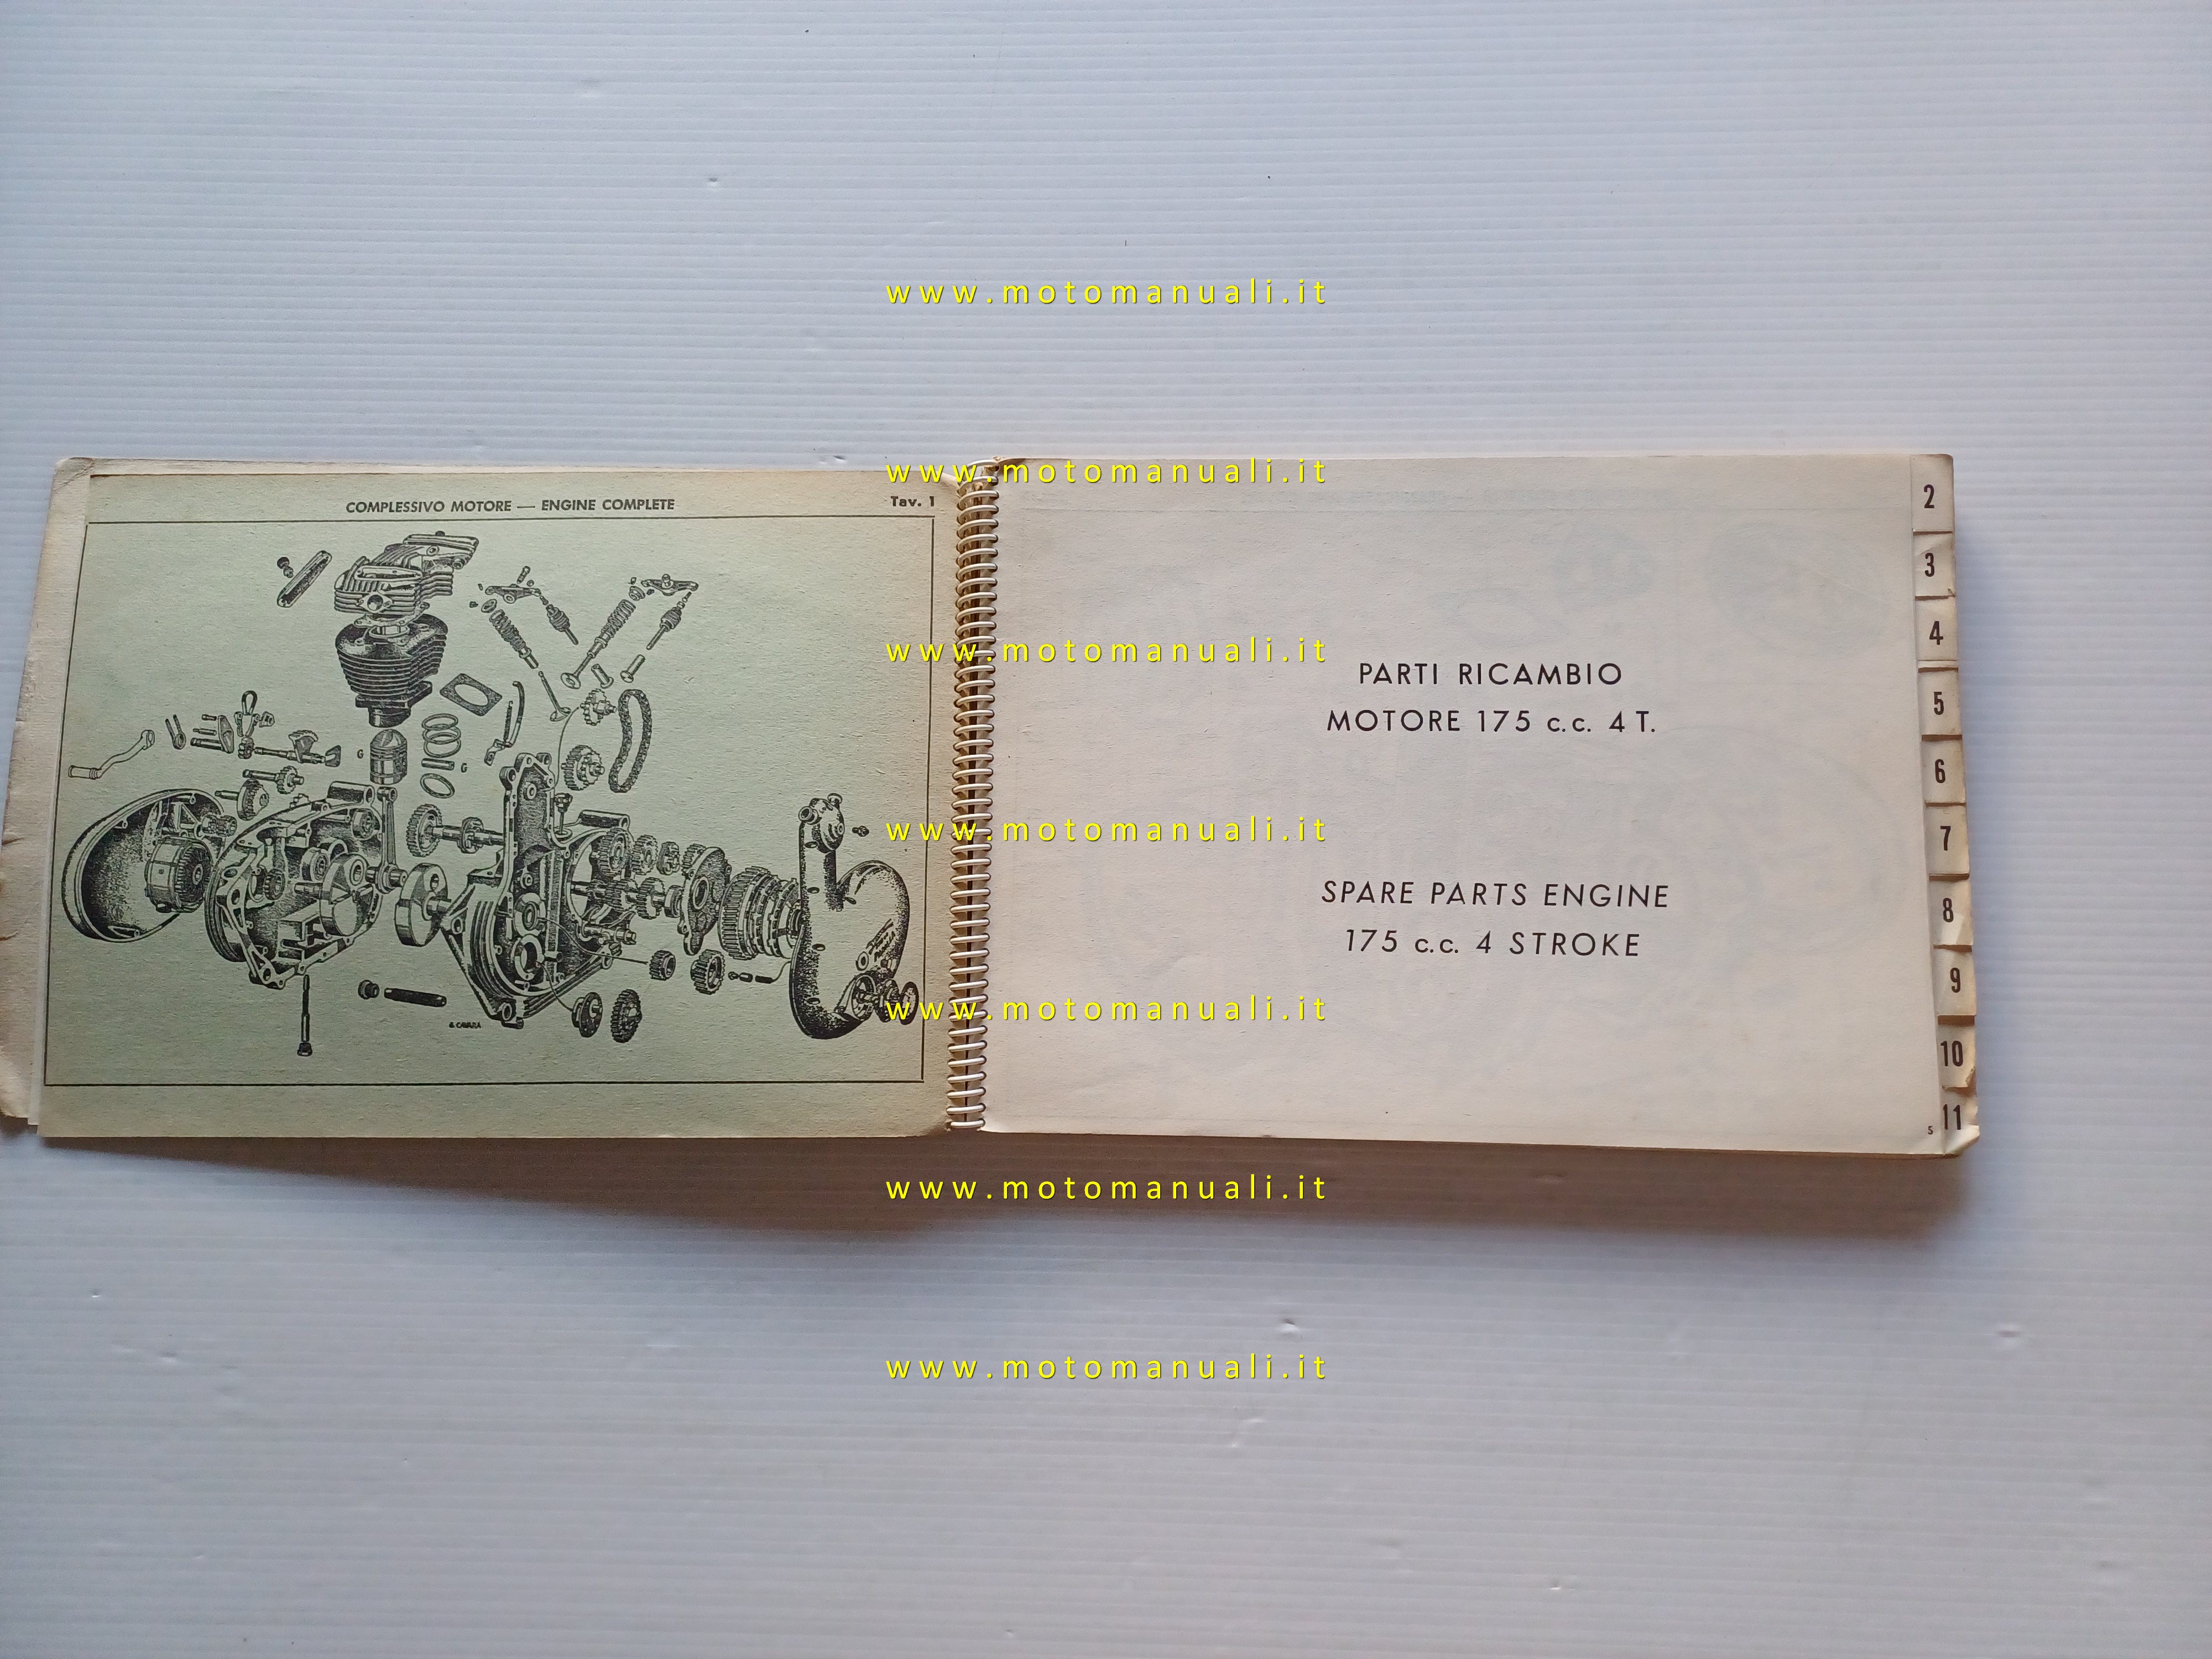 www.motomanuali.it
www.motomanuali.it
COMPLESSIVO MOTORE — ENGINE COMPLETE
Tav. 1
G. CAVARA
www.motomanuali.it
PARTI RICAMBIO
MOTORE 175 c.c. 4 T.
www.motomanuali.it
SPARE PARTS ENGINE
175 c.c. 4 STROKE
www.motomanuali.it
2
3
4
5
6
7
8
9
10
11
5
www.motomanuali.it
www.motomanuali.it